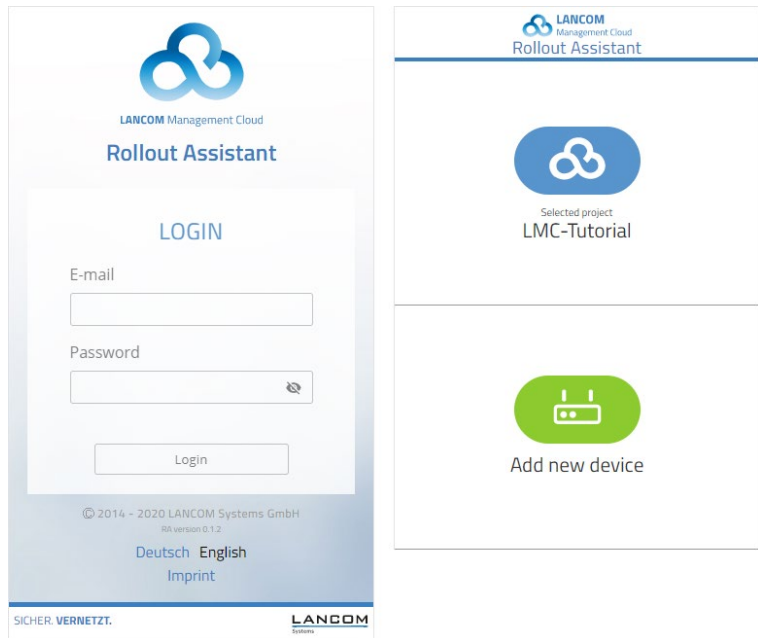 LANCOM Management Cloud
Rollout Assistant
LOGIN
E-mail
Password
Login
© 2014 - 2020 LANCOM Systems GmbH
RA version 0.1.2
Deutsch English
Imprint
SICHER. VERNETZT.
LANCOM
Systems
LANCOM
Management Cloud
Rollout Assistant
Selected project
LMC-Tutorial
Add new device